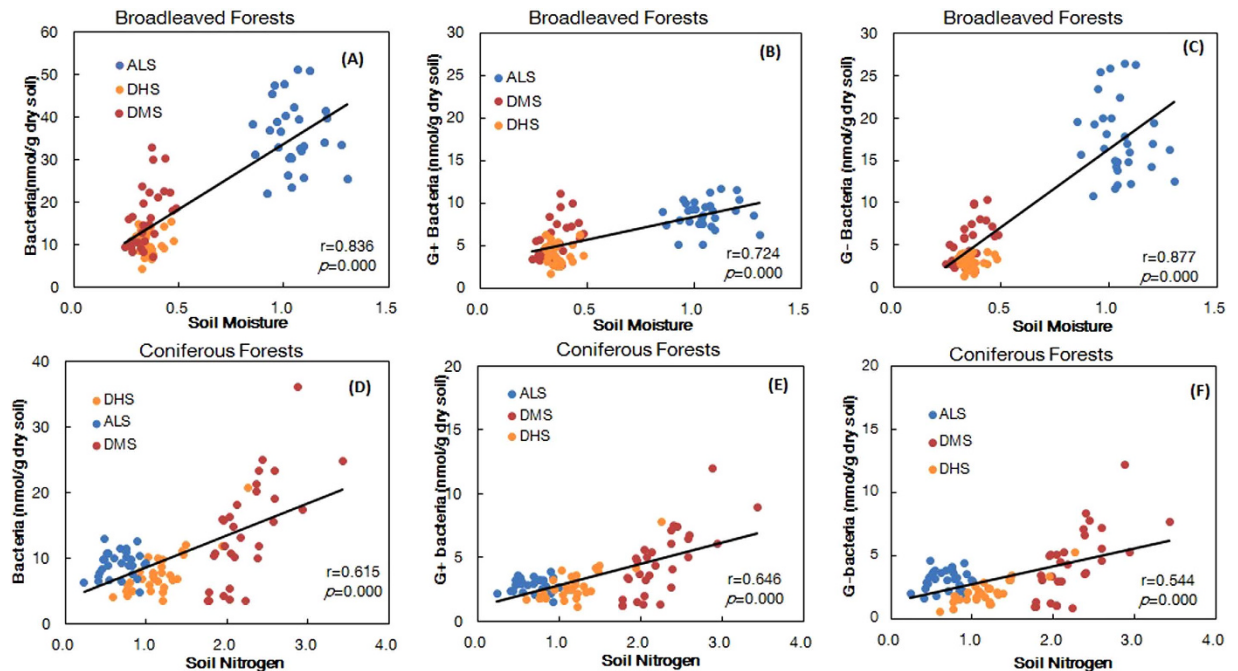 Broadleaved Forests
Bacteria(nmol/g dry soil)
60
50
40
30
20
10
0
(A)
ALS
DHS
DMS
r=0.836
p=0.000
0.0 0.5 1.0 1.5
Soil Moisture
Broadleaved Forests
G+ Bacteria (nmol/g dry soil)
30
25
20
15
10
5
0
(B)
ALS
DMS
DHS
r=0.724
p=0.000
0.0 0.5 1.0 1.5
Soil Moisture
Broadleaved Forests
G− Bacteria (nmol/g dry soil)
30
25
20
15
10
5
0
(C)
ALS
DMS
DHS
r=0.877
p=0.000
0.0 0.5 1.0 1.5
Soil Moisture
Coniferous Forests
Bacteria (nmol/g dry soil)
40
30
20
10
0
(D)
DHS
ALS
DMS
r=0.615
p=0.000
0.0 1.0 2.0 3.0 4.0
Soil Nitrogen
Coniferous Forests
G+ bacteria (nmol/g dry soil)
20
15
10
5
0
(E)
ALS
DMS
DHS
r=0.646
p=0.000
0.0 1.0 2.0 3.0 4.0
Soil Nitrogen
Coniferous Forests
G−bacteria (nmol/g dry soil)
20
15
10
5
0
(F)
ALS
DMS
DHS
r=0.544
p=0.000
0.0 1.0 2.0 3.0 4.0
Soil Nitrogen